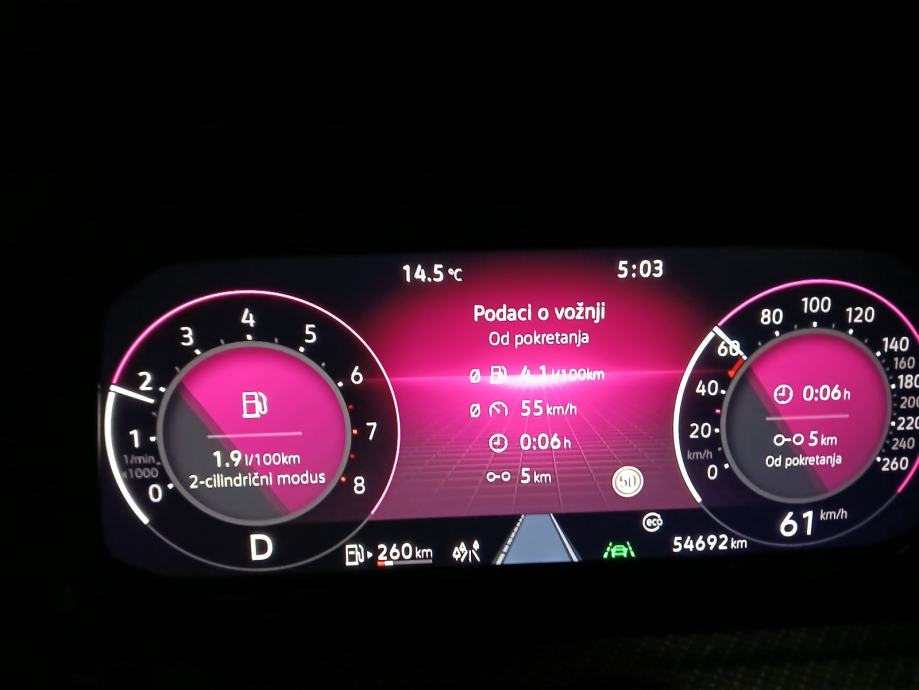 14.5 °C
5:03
Podaci o vožnji
Od pokretanja
Ø 4.1 l/100km
Ø 55 km/h
0:06 h
5 km
50
0
1
2
3
4
5
6
7
8
1/min
x1000
1.9 l/100km
2-cilindrični modus
D
260 km
eco
54692 km
0
20
40
60
80
100
120
140
160
180
200
220
240
260
km/h
0:06 h
5 km
Od pokretanja
61 km/h